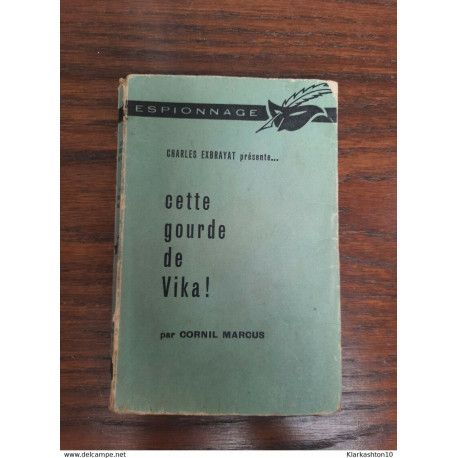 ESPIONNAGE
CHARLES EXBRAYAT présente...
cette
gourde
de
Vika!
par CORNIL MARCUS
www.delcampe.net
Klarkashton10